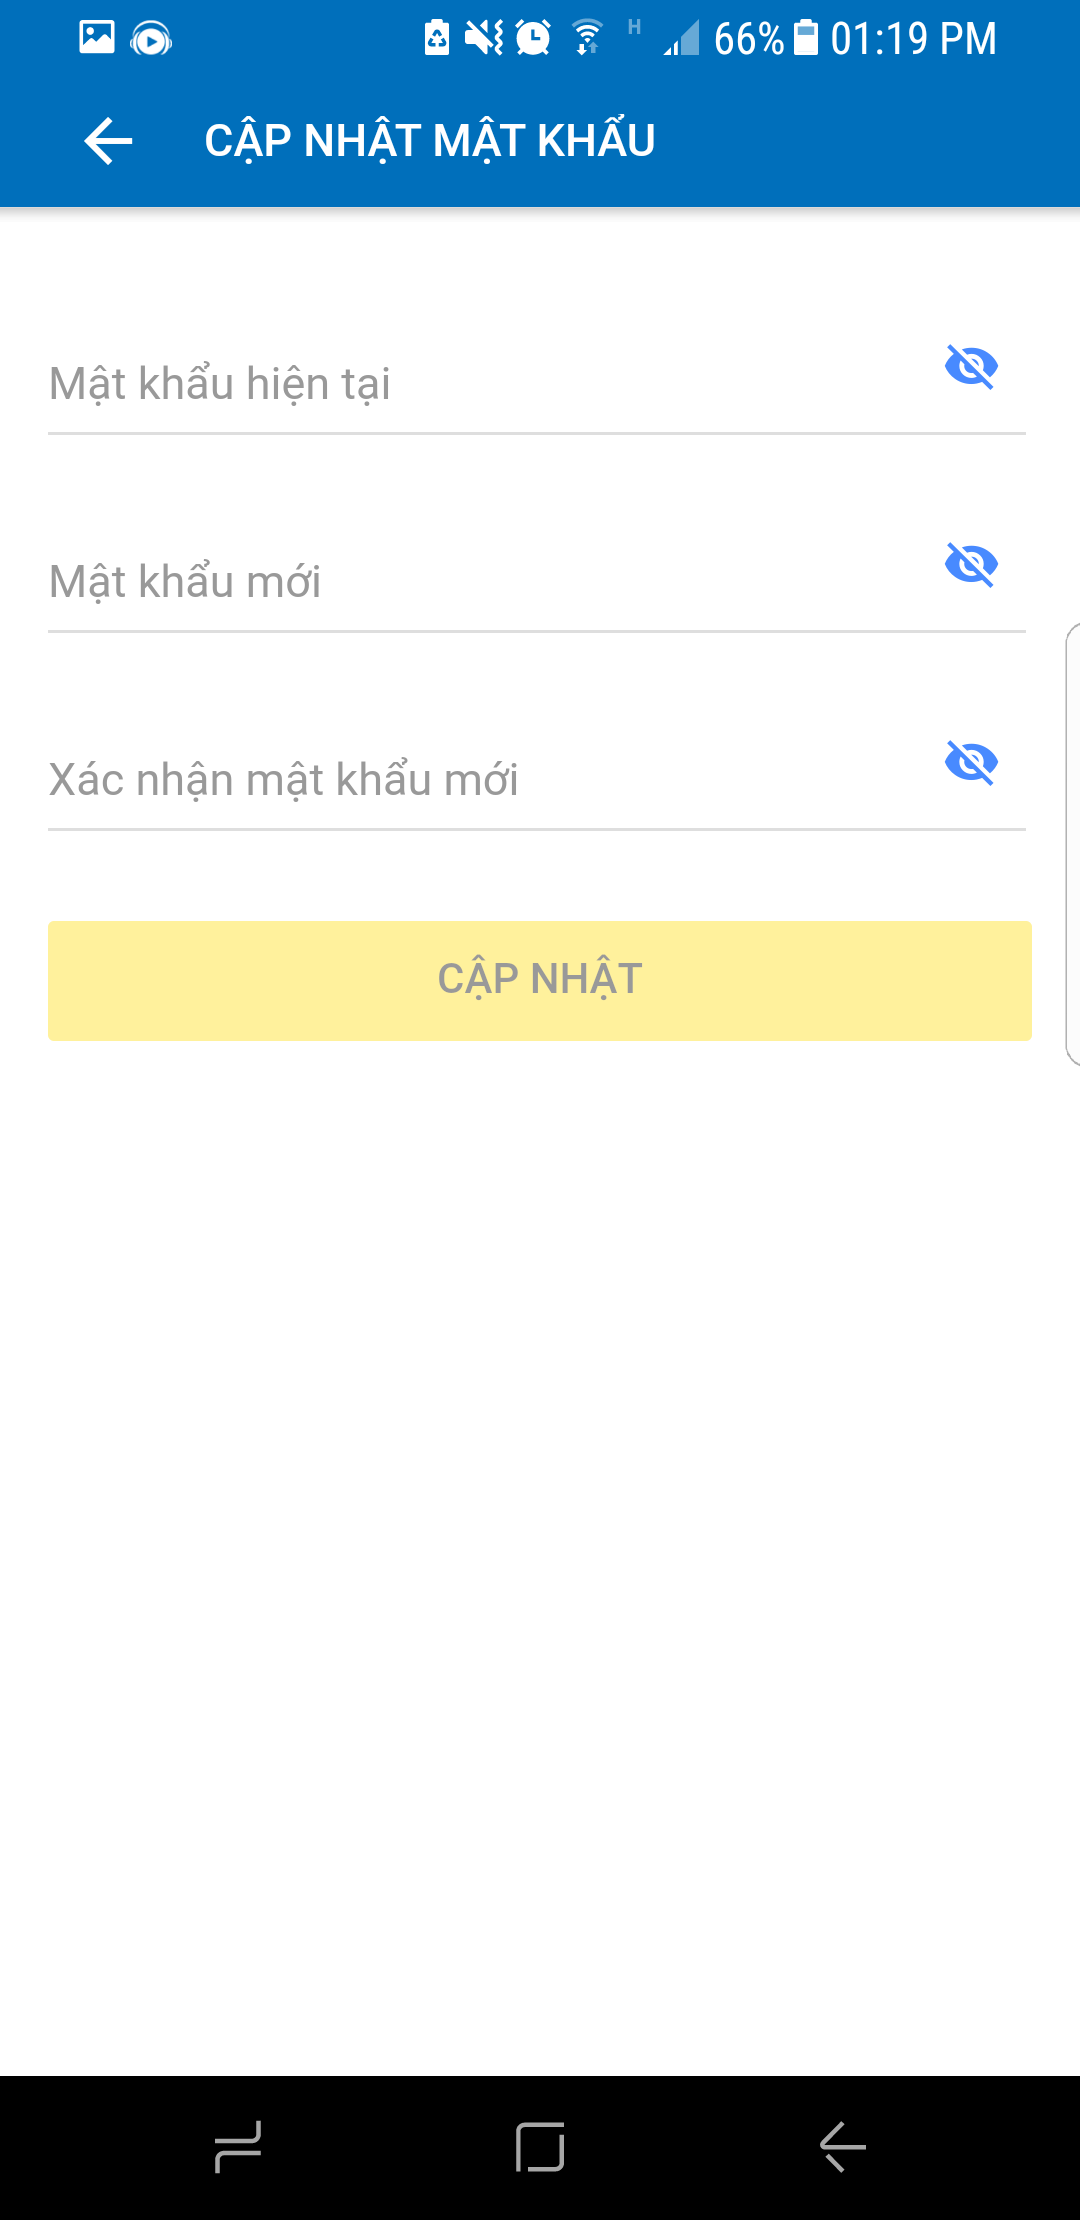 H 66% 01:19 PM
CẬP NHẬT MẬT KHẨU
Mật khẩu hiện tại
Mật khẩu mới
Xác nhận mật khẩu mới
CẬP NHẬT